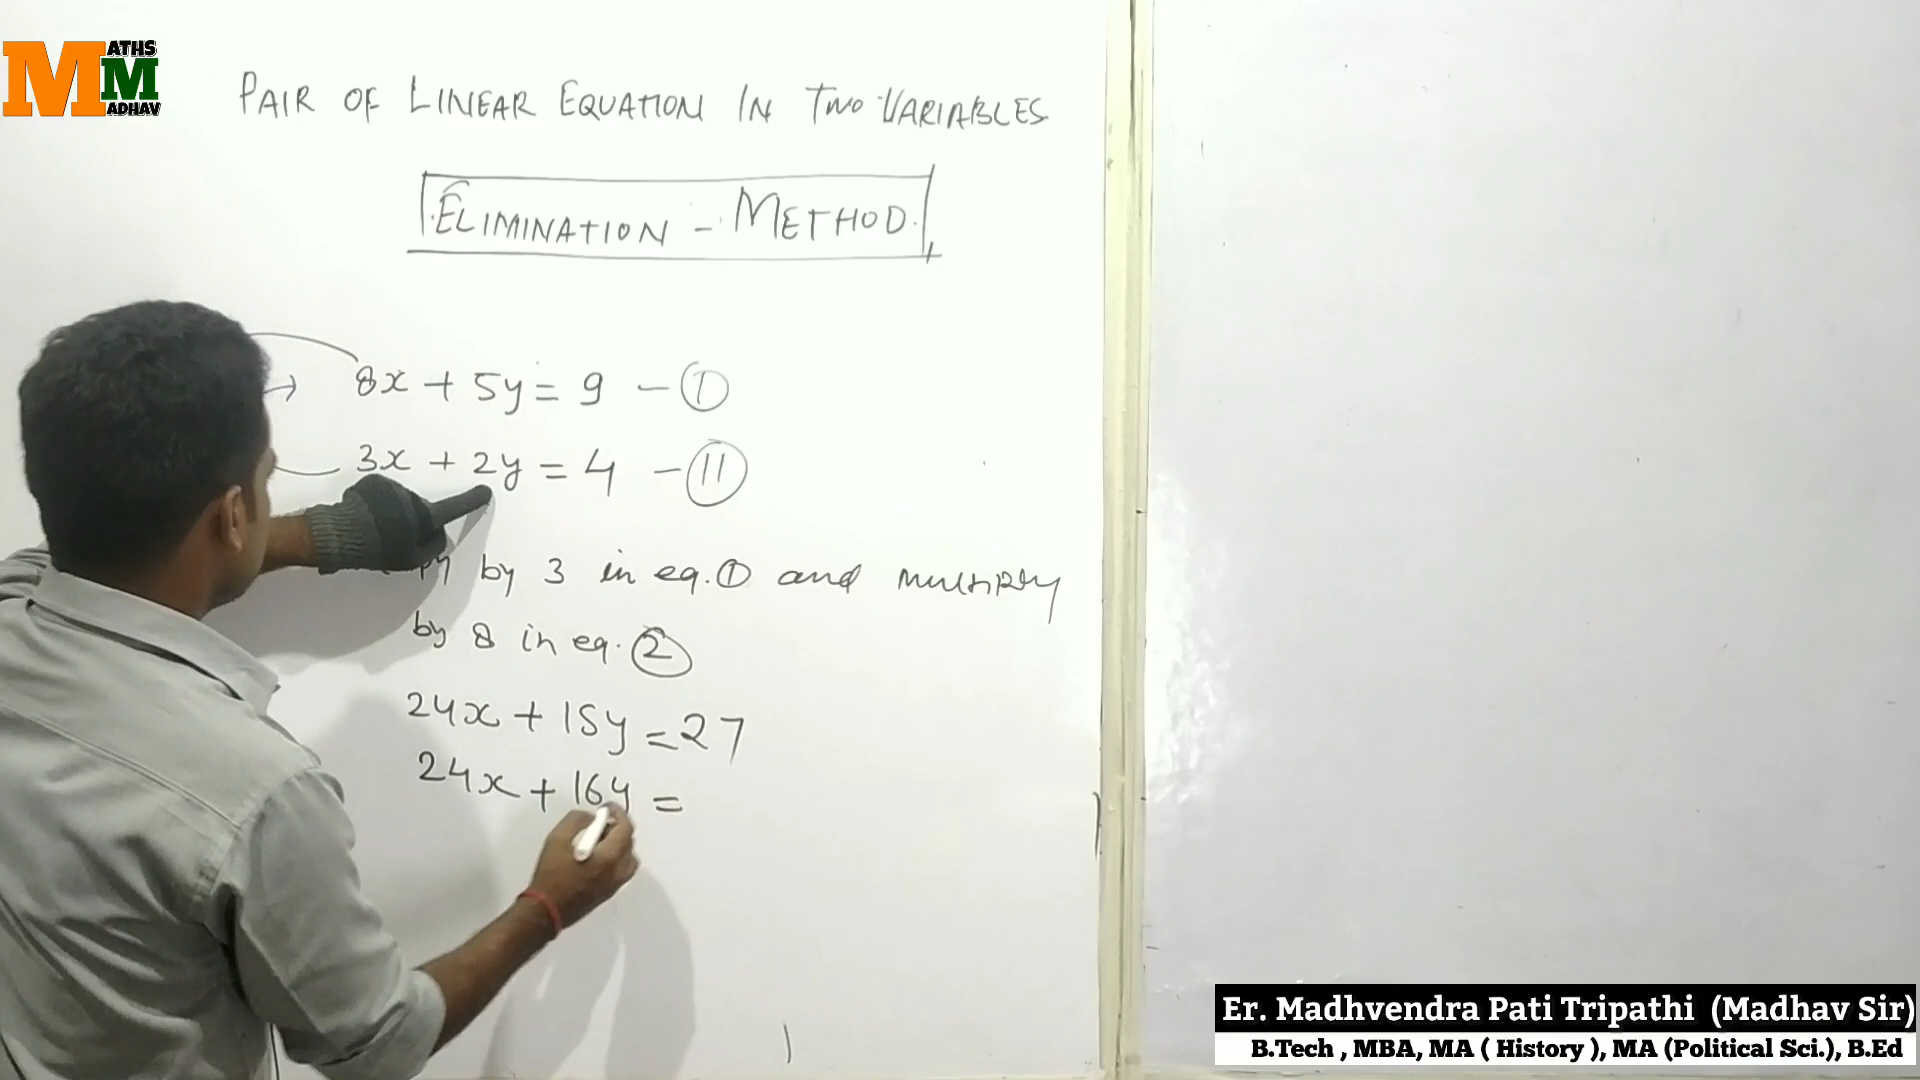 MATHS
MADHAV
PAIR OF LINEAR EQUATION IN TWO VARIABLES
ELIMINATION - METHOD.
8x + 5y = 9 - ①
3x + 2y = 4 - ⑪
by 3 in eq. ① and multiply
by 8 in eq. ②
24x + 15y = 27
24x + 16y =
Er. Madhvendra Pati Tripathi (Madhav Sir)
B.Tech , MBA, MA ( History ), MA (Political Sci.), B.Ed